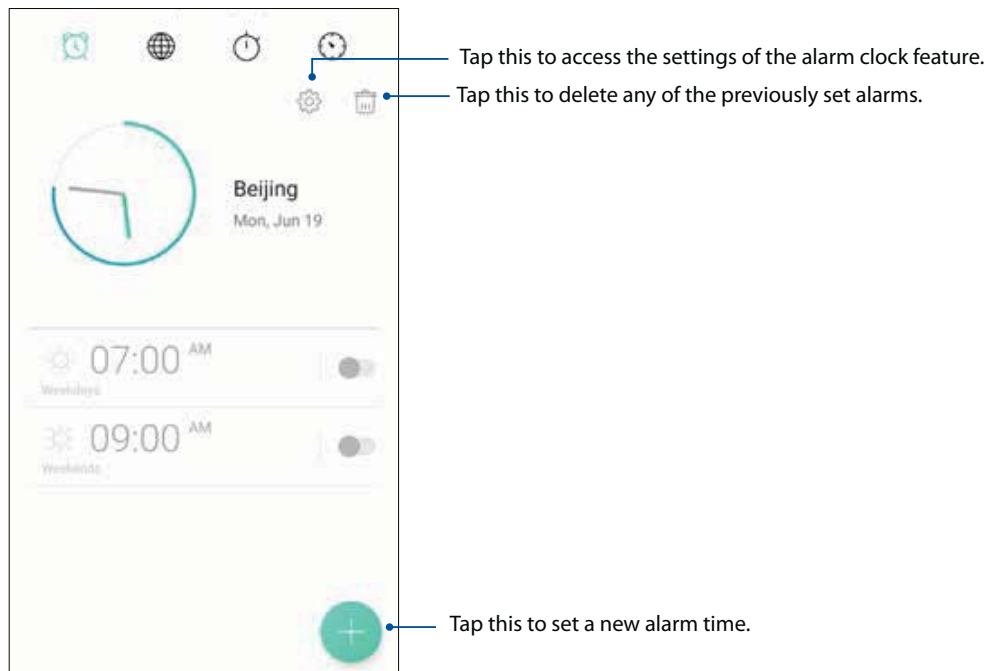 Tap this to access the settings of the alarm clock feature.
Tap this to delete any of the previously set alarms.
Beijing
Mon, Jun 19
07:00 AM
Weekdays
09:00 AM
Weekends
Tap this to set a new alarm time.